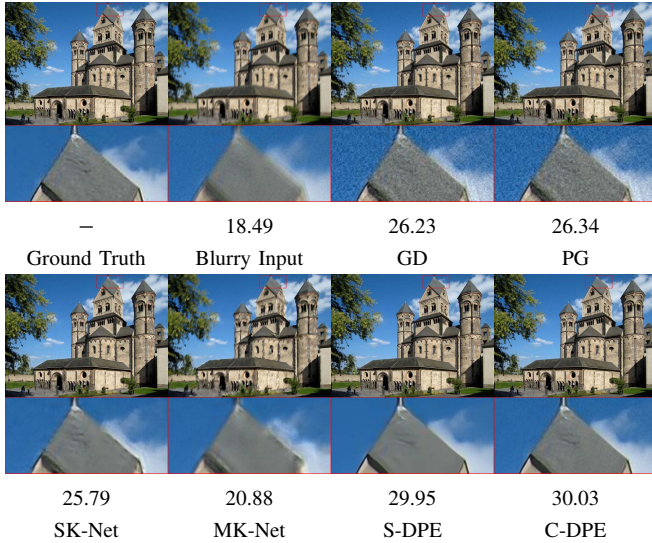 – 18.49 26.23 26.34
Ground Truth Blurry Input GD PG
25.79 20.88 29.95 30.03
SK-Net MK-Net S-DPE C-DPE